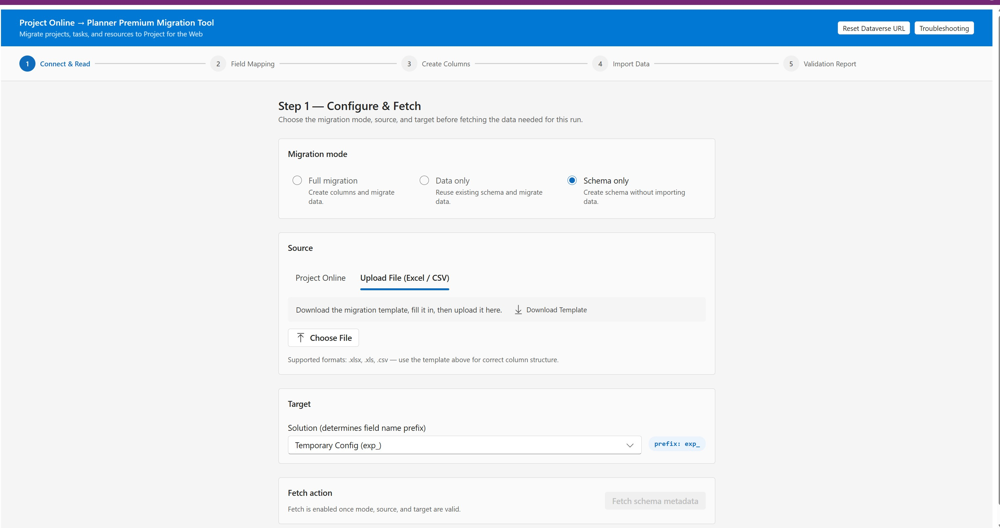 Project Online → Planner Premium Migration Tool
Migrate projects, tasks, and resources to Project for the Web
Reset Dataverse URL
Troubleshooting
1
Connect & Read
2
Field Mapping
3
Create Columns
4
Import Data
5
Validation Report
Step 1 — Configure & Fetch
Choose the migration mode, source, and target before fetching the data needed for this run.
Migration mode
Full migration
Create columns and migrate
data.
Data only
Reuse existing schema and migrate
data.
Schema only
Create schema without importing
data.
Source
Project Online
Upload File (Excel / CSV)
Download the migration template, fill it in, then upload it here.
Download Template
Choose File
Supported formats: .xlsx, .xls, .csv — use the template above for correct column structure.
Target
Solution (determines field name prefix)
Temporary Config (exp_)
prefix: exp_
Fetch action
Fetch is enabled once mode, source, and target are valid.
Fetch schema metadata